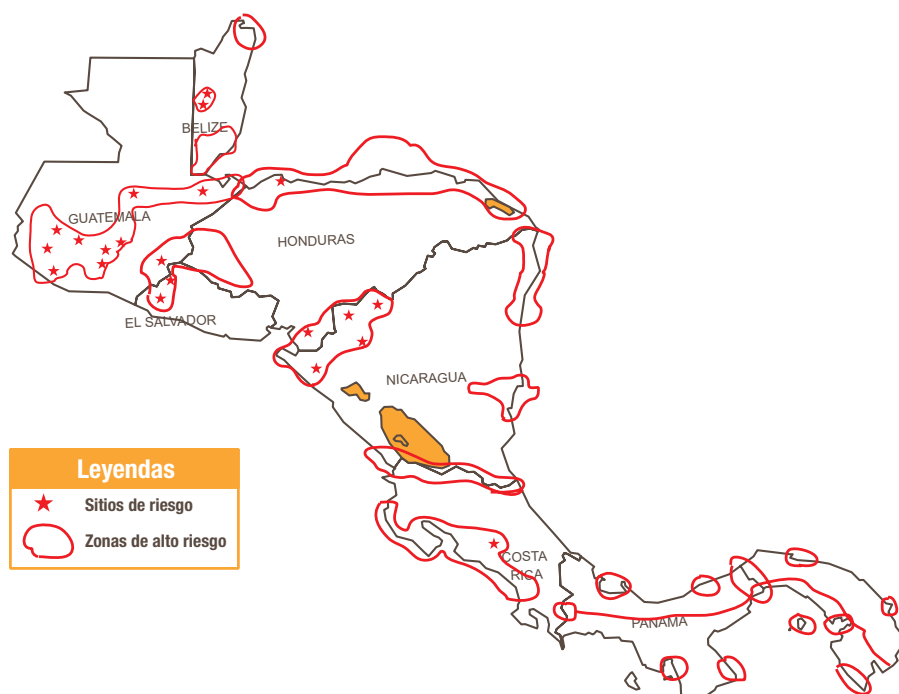 BELIZE
GUATEMALA
HONDURAS
EL SALVADOR
NICARAGUA
Leyendas
Sitios de riesgo
Zonas de alto riesgo
COSTA
RICA
PANAMA